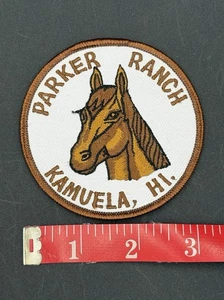 PARKER RANCH
KAMUELA, HI.
1 2 3